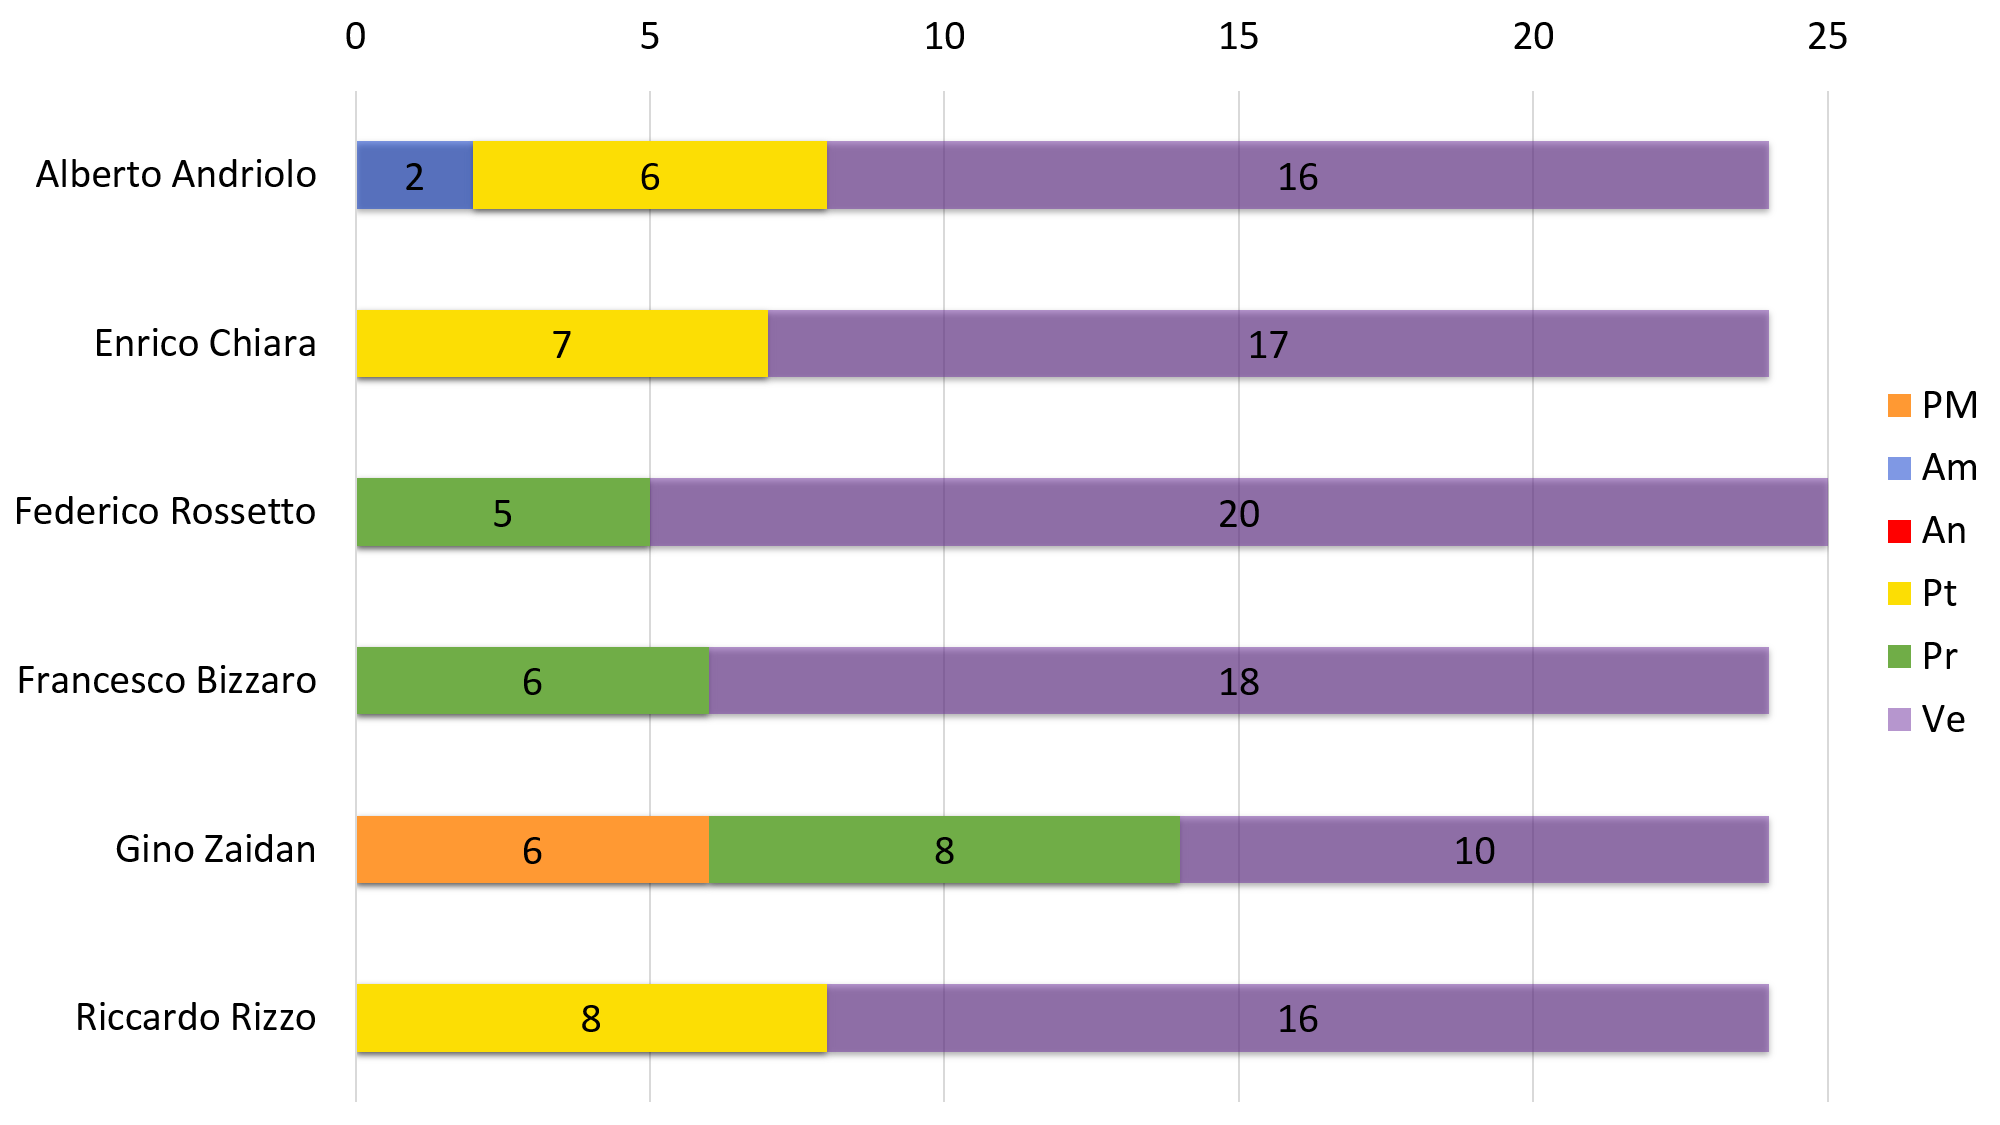 0 5 10 15 20 25
Alberto Andriolo 2 6 16
Enrico Chiara 7 17
Federico Rossetto 5 20
Francesco Bizzaro 6 18
Gino Zaidan 6 8 10
Riccardo Rizzo 8 16
PM
Am
An
Pt
Pr
Ve